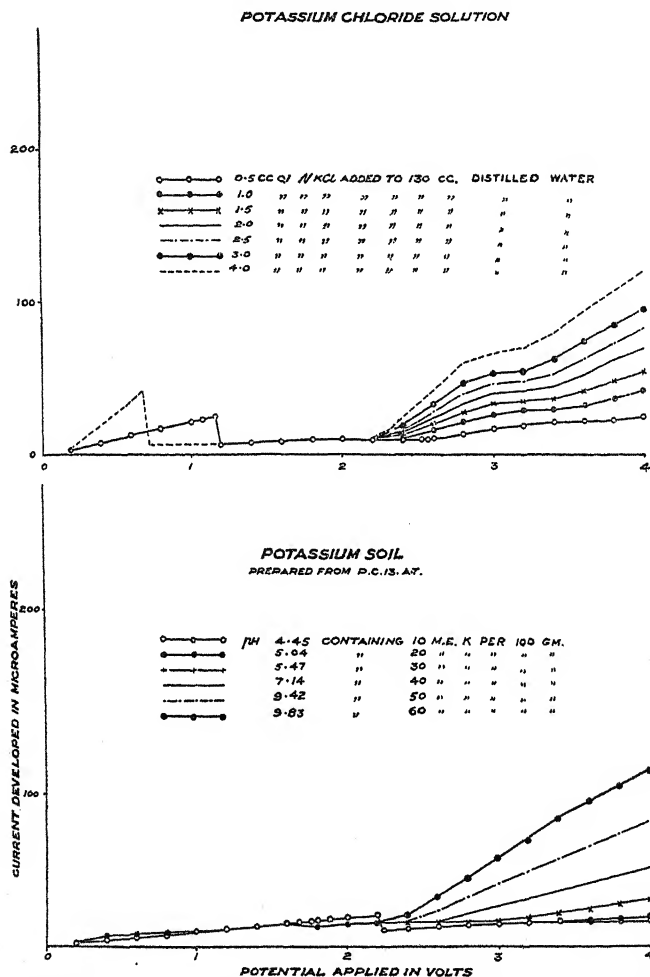 POTASSIUM CHLORIDE SOLUTION
200
0.5 CC 0.1 N KCL ADDED TO 130 CC. DISTILLED WATER
1.0 " " " " " " " " "
1.5 " " " " " " " " "
2.0 " " " " " " " " "
2.5 " " " " " " " " "
3.0 " " " " " " " " "
4.0 " " " " " " " " "
100
0
0 1 2 3 4
POTASSIUM SOIL
PREPARED FROM P.C.13.A.T.
200
pH 4.45 CONTAINING 10 M.E. K PER 100 GM.
5.04 " 20 " " " " "
5.47 " 30 " " " " "
7.14 " 40 " " " " "
9.42 " 50 " " " " "
9.83 " 60 " " " " "
100
CURRENT DEVELOPED IN MICROAMPERES
0
0 1 2 3 4
POTENTIAL APPLIED IN VOLTS